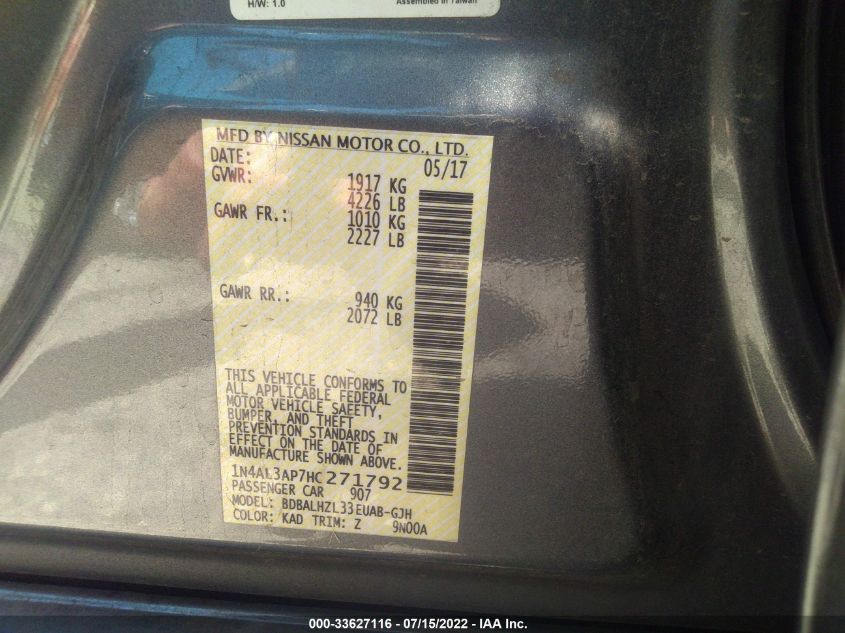 H/W: 1.0 Assembled in Taiwan
MFD BY NISSAN MOTOR CO., LTD.
DATE: 05/17
GVWR: 1917 KG
4226 LB
GAWR FR.: 1010 KG
2227 LB
GAWR RR.: 940 KG
2072 LB
THIS VEHICLE CONFORMS TO
ALL APPLICABLE FEDERAL
MOTOR VEHICLE SAFETY,
BUMPER, AND THEFT
PREVENTION STANDARDS IN
EFFECT ON THE DATE OF
MANUFACTURE SHOWN ABOVE.
1N4AL3AP7HC271792
PASSENGER CAR 907
MODEL: BDBALHZL33EUAB-GJH
COLOR: KAD TRIM: Z 9N00A
000-33627116 - 07/15/2022 - IAA Inc.